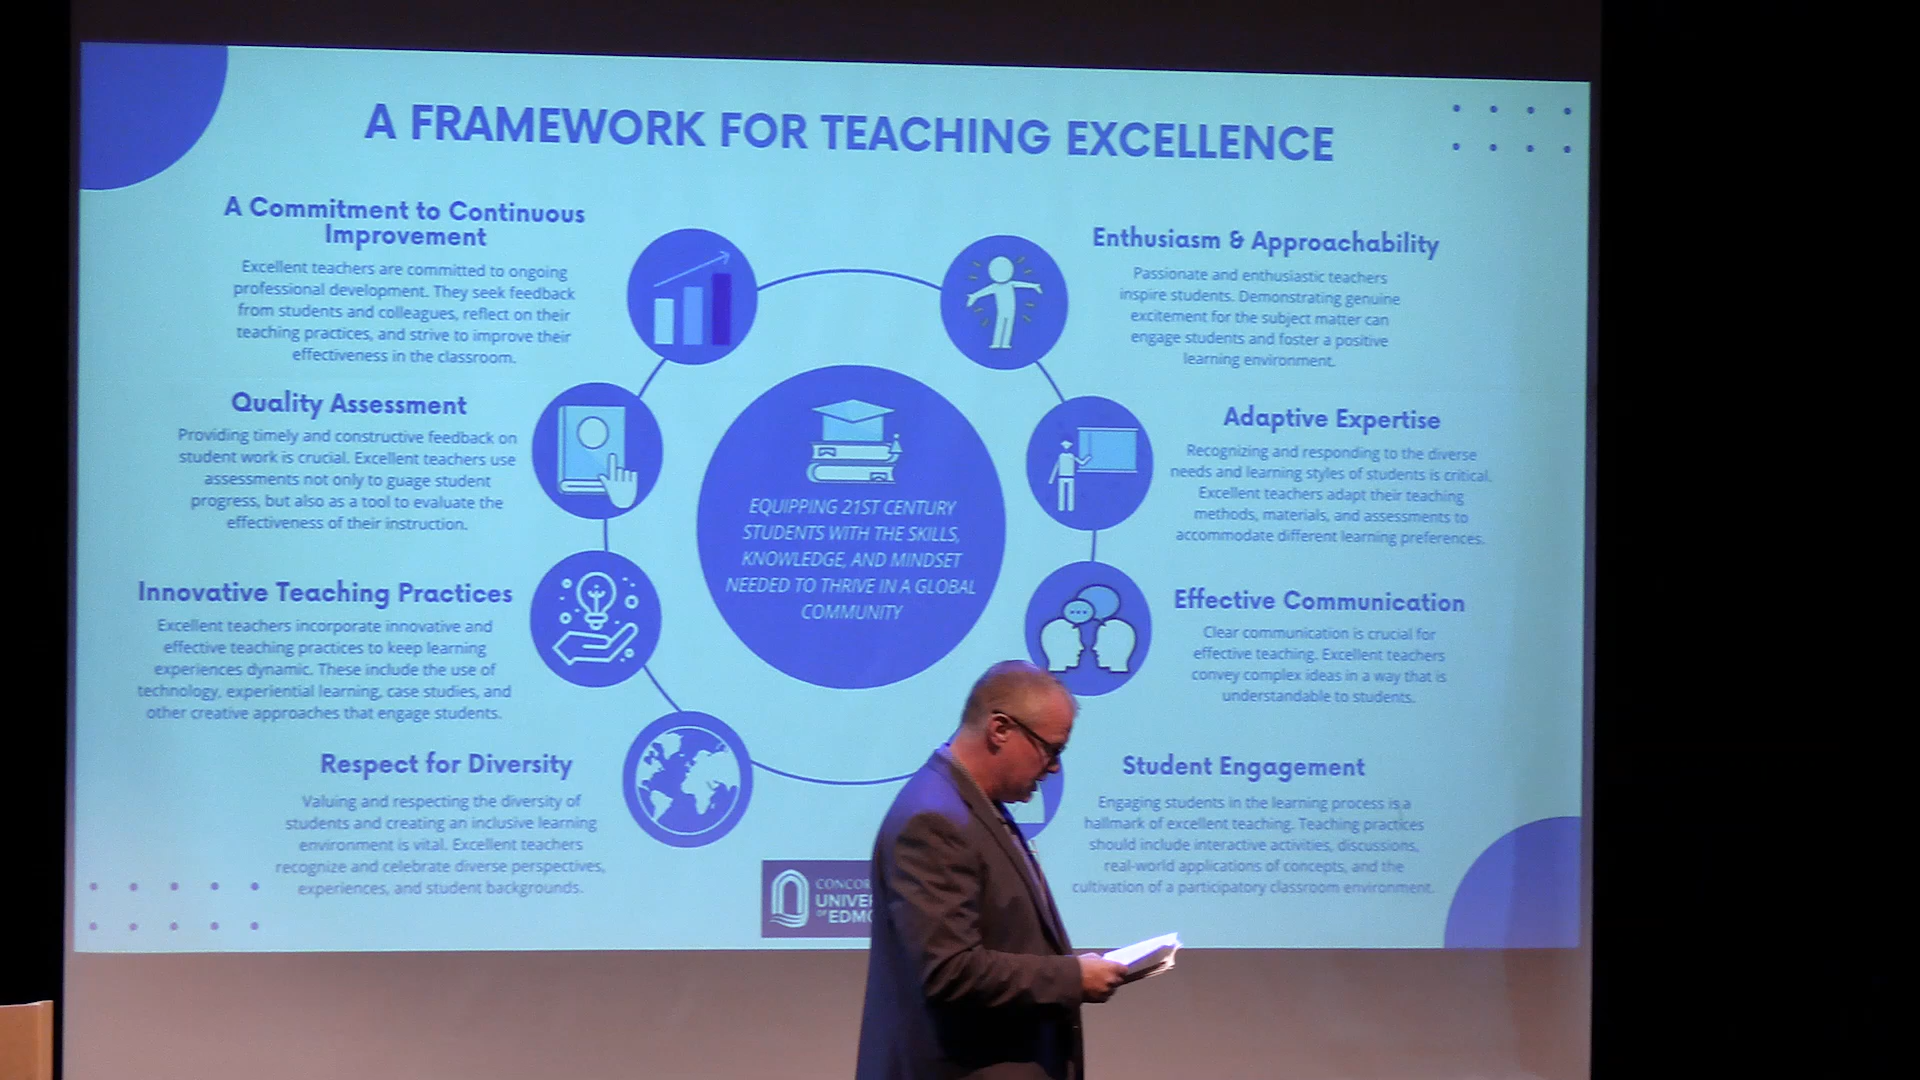 A FRAMEWORK FOR TEACHING EXCELLENCE
A Commitment to Continuous
Improvement
Excellent teachers are committed to ongoing
professional development. They seek feedback
from students and colleagues, reflect on their
teaching practices, and strive to improve their
effectiveness in the classroom.
Quality Assessment
Providing timely and constructive feedback on
student work is crucial. Excellent teachers use
assessments not only to guage student
progress, but also as a tool to evaluate the
effectiveness of their instruction.
Innovative Teaching Practices
Excellent teachers incorporate innovative and
effective teaching practices to keep learning
experiences dynamic. These include the use of
technology, experiential learning, case studies, and
other creative approaches that engage students.
Respect for Diversity
Valuing and respecting the diversity of
students and creating an inclusive learning
environment is vital. Excellent teachers
recognize and celebrate diverse perspectives,
experiences, and student backgrounds.
EQUIPPING 21ST CENTURY
STUDENTS WITH THE SKILLS,
KNOWLEDGE, AND MINDSET
NEEDED TO THRIVE IN A GLOBAL
COMMUNITY
Enthusiasm & Approachability
Passionate and enthusiastic teachers
inspire students. Demonstrating genuine
excitement for the subject matter can
engage students and foster a positive
learning environment.
Adaptive Expertise
Recognizing and responding to the diverse
needs and learning styles of students is critical.
Excellent teachers adapt their teaching
methods, materials, and assessments to
accommodate different learning preferences.
Effective Communication
Clear communication is crucial for
effective teaching. Excellent teachers
convey complex ideas in a way that is
understandable to students.
Student Engagement
Engaging students in the learning process is a
hallmark of excellent teaching. Teaching practices
should include interactive activities, discussions,
real-world applications of concepts, and the
cultivation of a participatory classroom environment.
CONCOR
UNIVE
OF EDMO